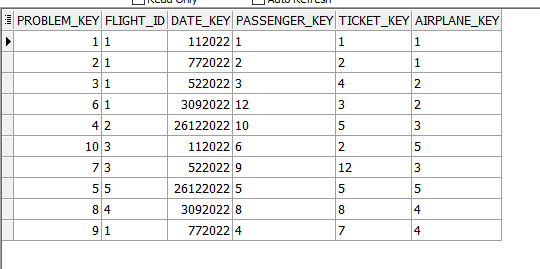 Read Only Auto Refresh
PROBLEM_KEY FLIGHT_ID DATE_KEY PASSENGER_KEY TICKET_KEY AIRPLANE_KEY
1 1 112022 1 1 1
2 1 772022 2 2 1
3 1 522022 3 4 2
6 1 3092022 12 3 2
4 2 26122022 10 5 3
10 3 112022 6 2 5
7 3 522022 9 12 3
5 5 26122022 5 5 5
8 4 3092022 8 8 4
9 1 772022 4 7 4